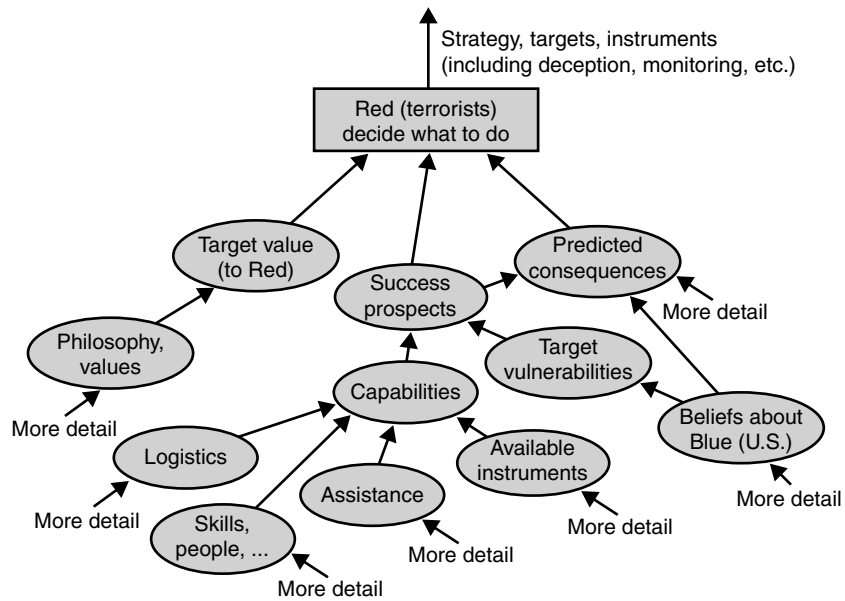 Strategy, targets, instruments
(including deception, monitoring, etc.)
Red (terrorists)
decide what to do
Target value
(to Red)
Predicted
consequences
Success
prospects
More detail
Philosophy,
values
Target
vulnerabilities
Capabilities
Beliefs about
Blue (U.S.)
More detail
Logistics
Available
instruments
Assistance
More detail
More detail
Skills,
people, ...
More detail
More detail
More detail